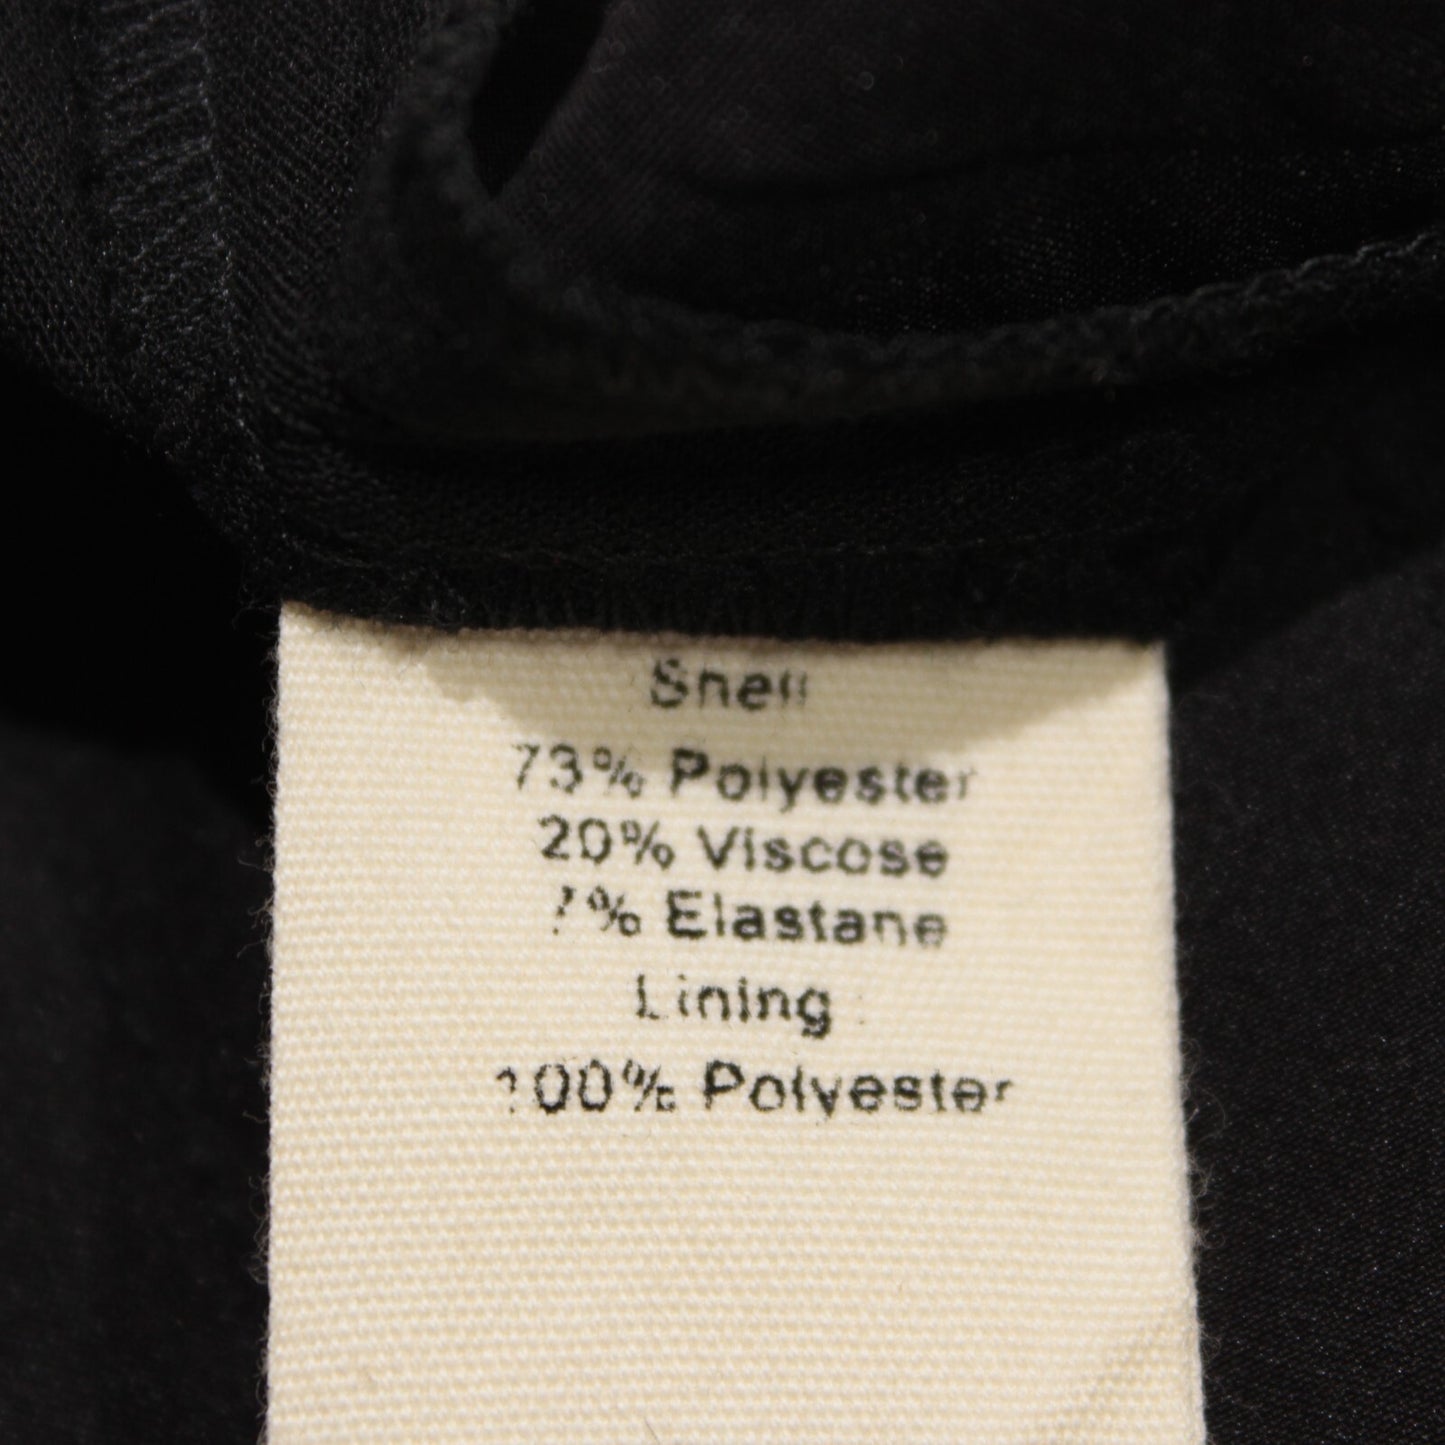 Shell
73% Polyester
20% Viscose
7% Elastane
Lining
100% Polyester